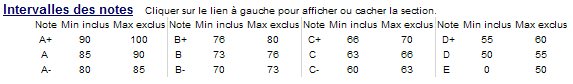 Intervalles des notes Cliquer sur le lien à gauche pour afficher ou cacher la section.
Note Min inclus Max exclus Note Min inclus Max exclus Note Min inclus Max exclus Note Min inclus Max exclus
A+ 90 100 B+ 76 80 C+ 66 70 D+ 55 60
A 85 90 B 73 76 C 63 66 D 50 55
A- 80 85 B- 70 73 C- 60 63 E 0 50